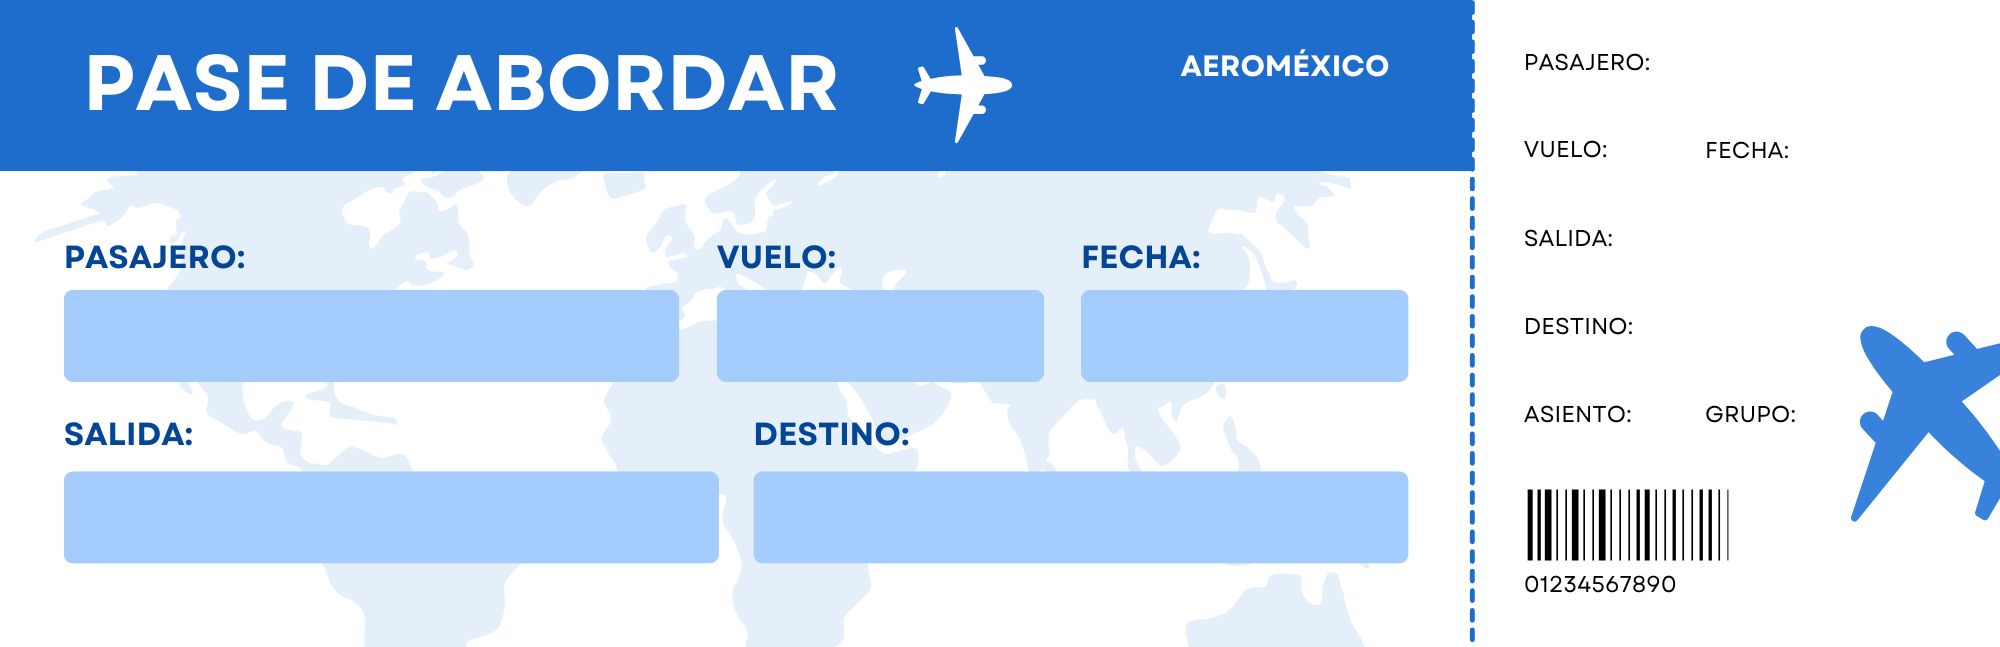 PASE DE ABORDAR
AEROMÉXICO
PASAJERO:
VUELO:
FECHA:
SALIDA:
DESTINO:
PASAJERO:
VUELO:
FECHA:
SALIDA:
DESTINO:
ASIENTO:
GRUPO:
01234567890